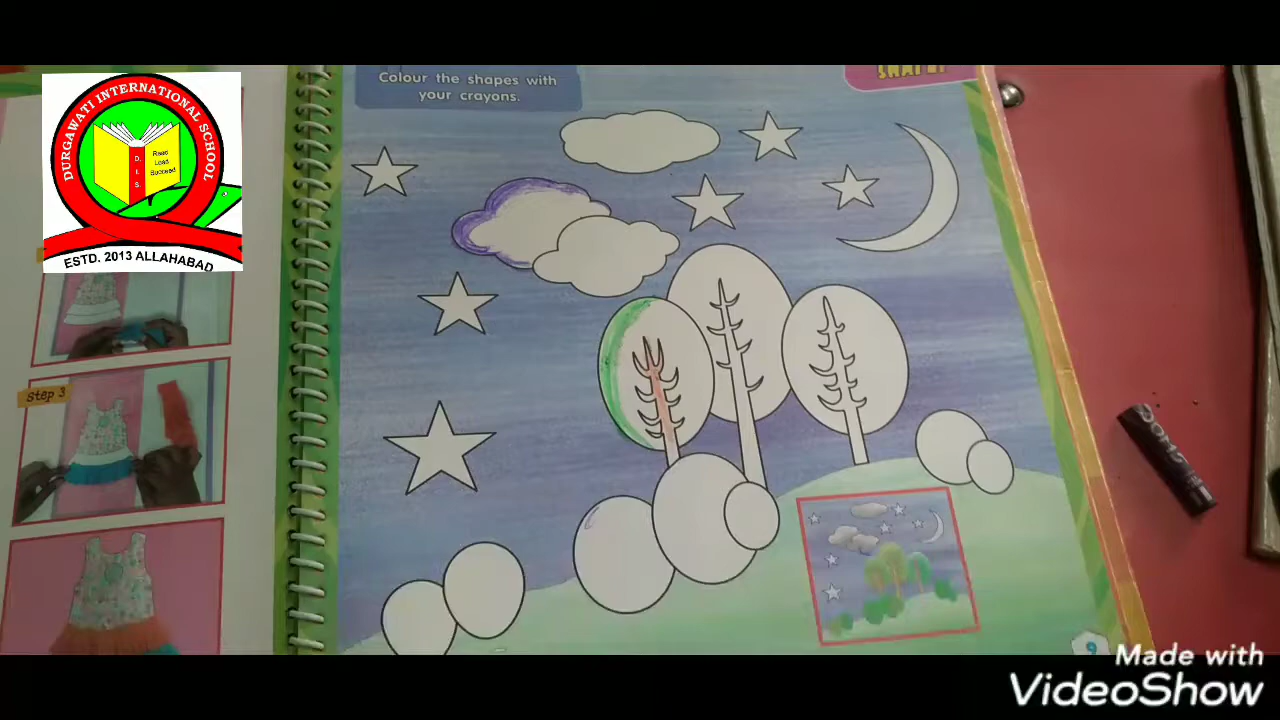 DURGAWATI INTERNATIONAL SCHOOL
Read
Lead
Succeed
D.
I.
S.
ESTD. 2013 ALLAHABAD
Colour the shapes with
your crayons.
Step 3
9
Made with
VideoShow